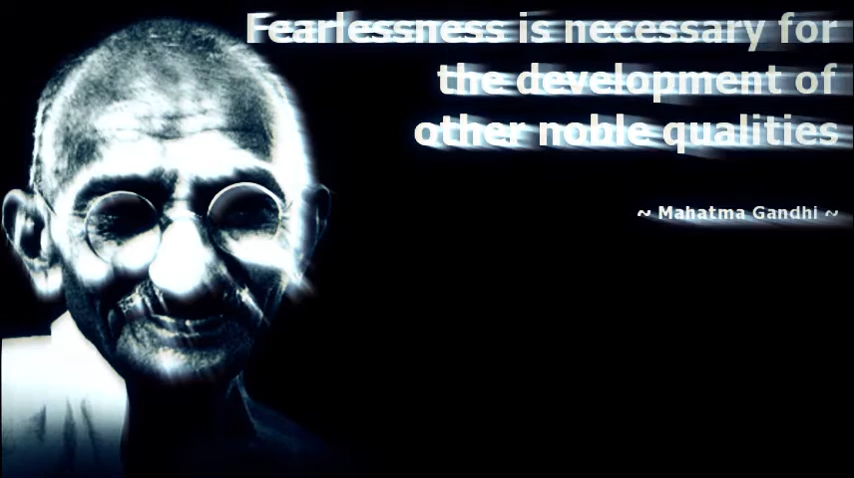 Fearlessness is necessary for
the development of
other noble qualities
~ Mahatma Gandhi ~